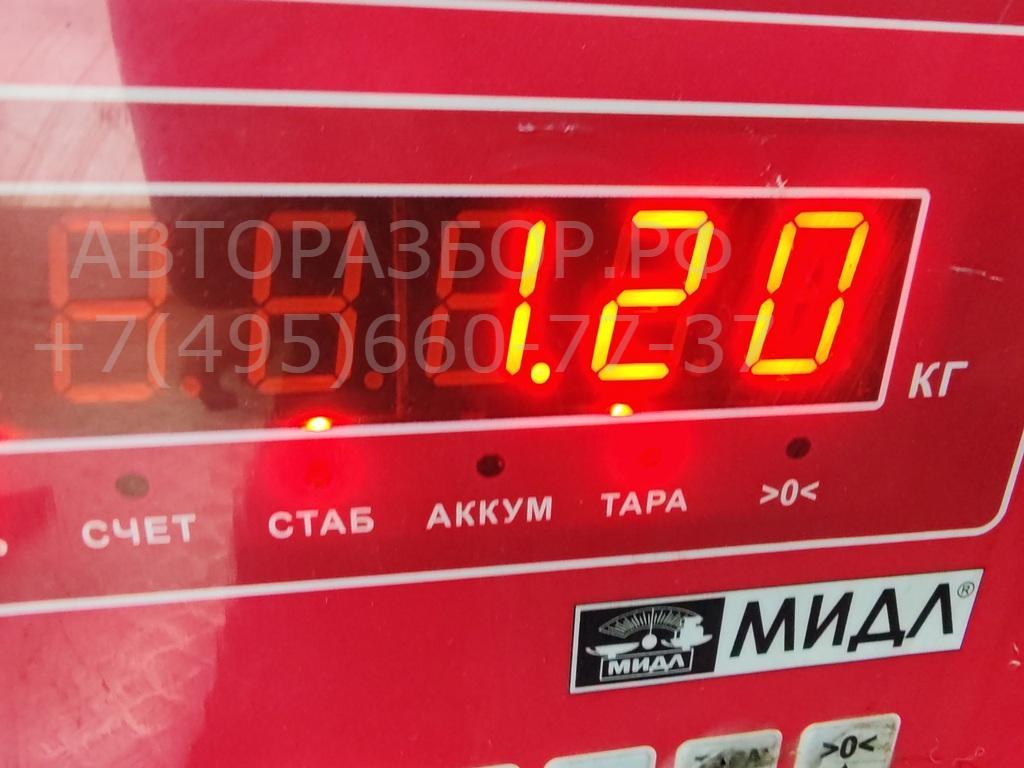 АВТОРАЗБОР.РФ
+7(495)660-77-37
1.20
КГ
СЧЕТ СТАБ АККУМ ТАРА >0<
МИДЛ МИДЛ®
>0<